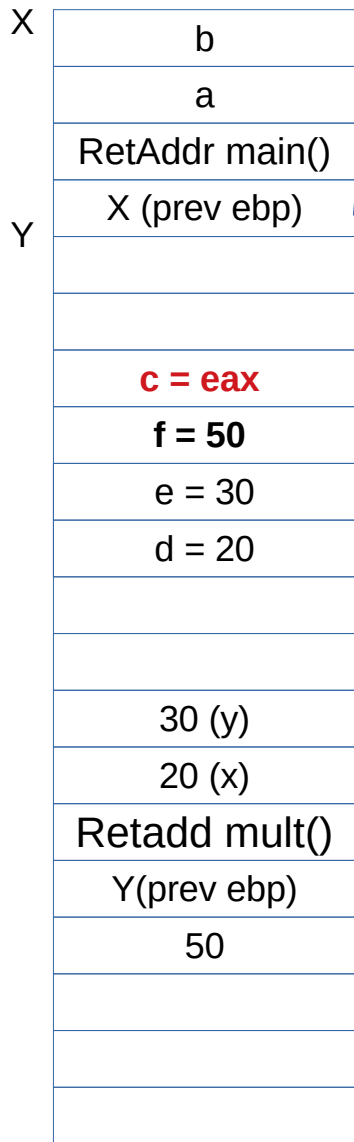 X
b
a
RetAddr main()
X (prev ebp)
Y
c = eax
f = 50
e = 30
d = 20
30 (y)
20 (x)
Retadd mult()
Y(prev ebp)
50